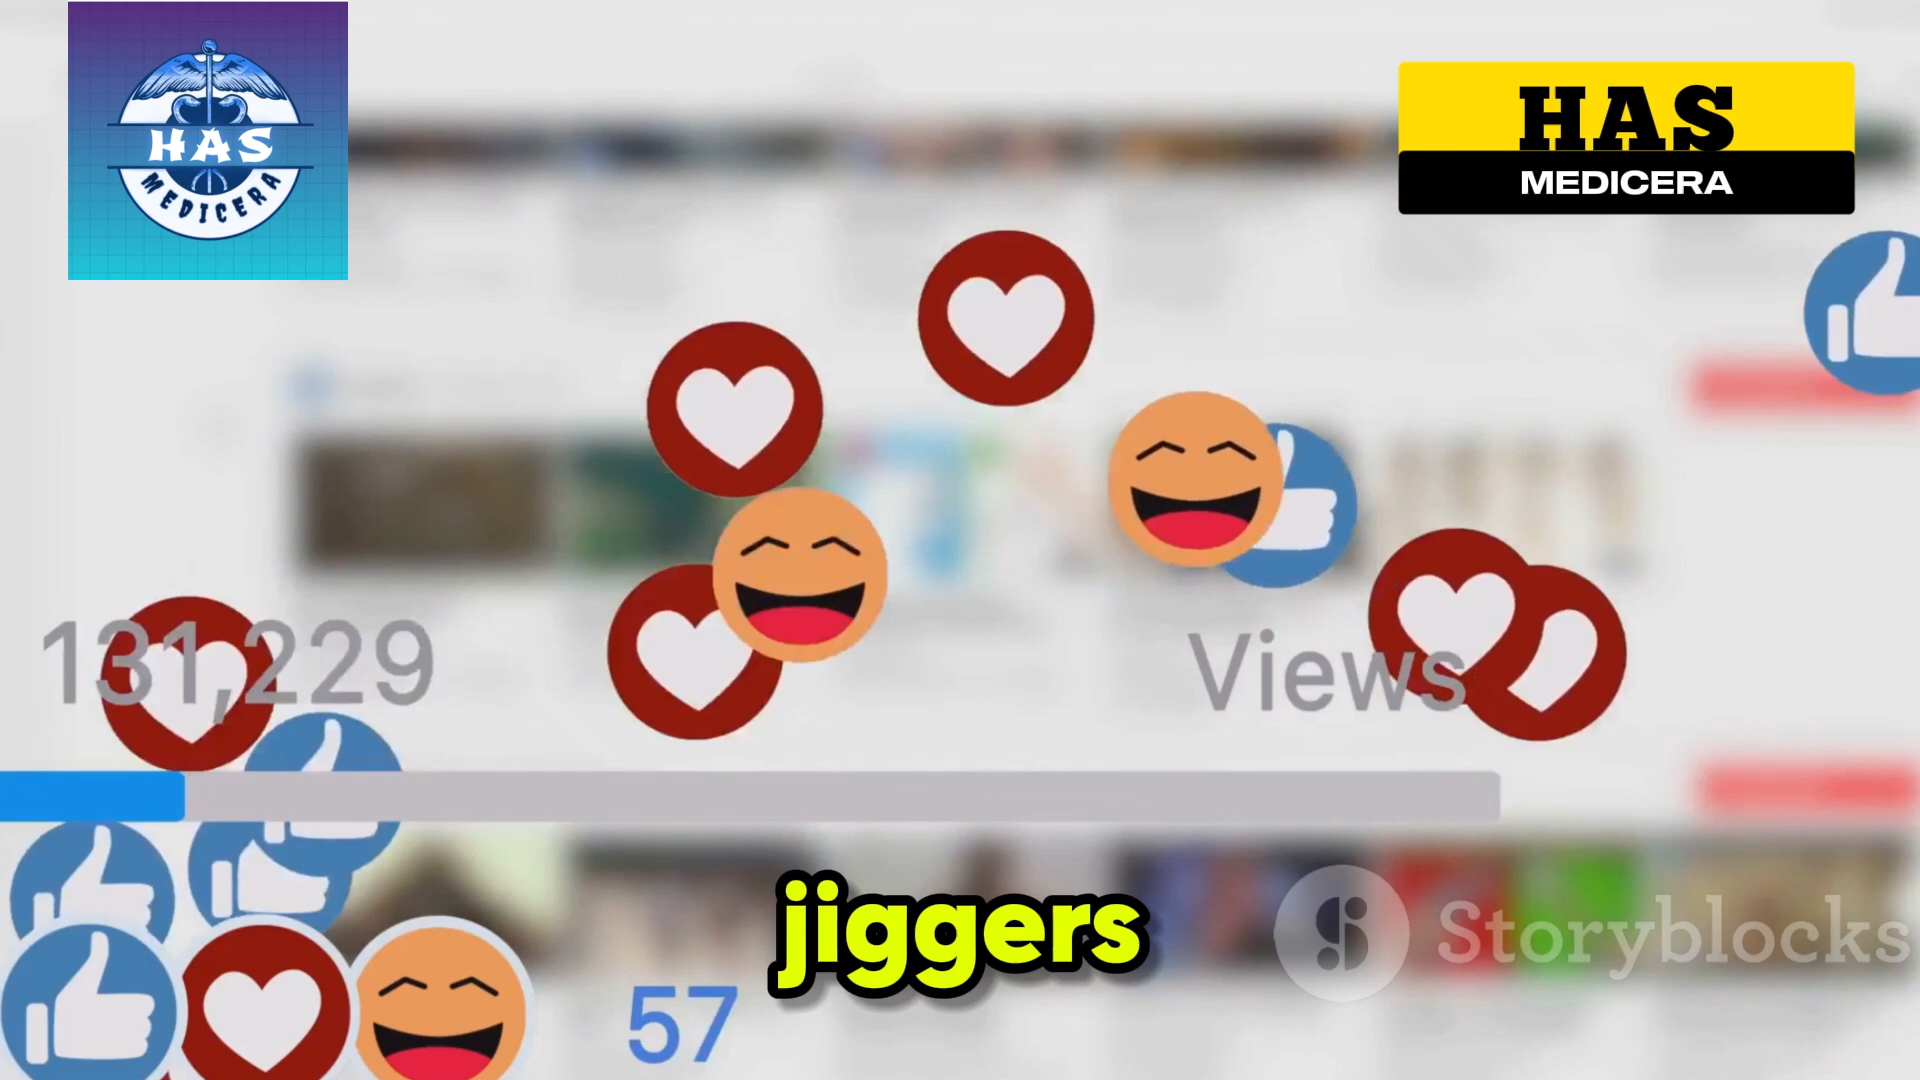 HAS
MEDICERA
HAS
MEDICERA
131,229
Views
jiggers
Storyblocks
57